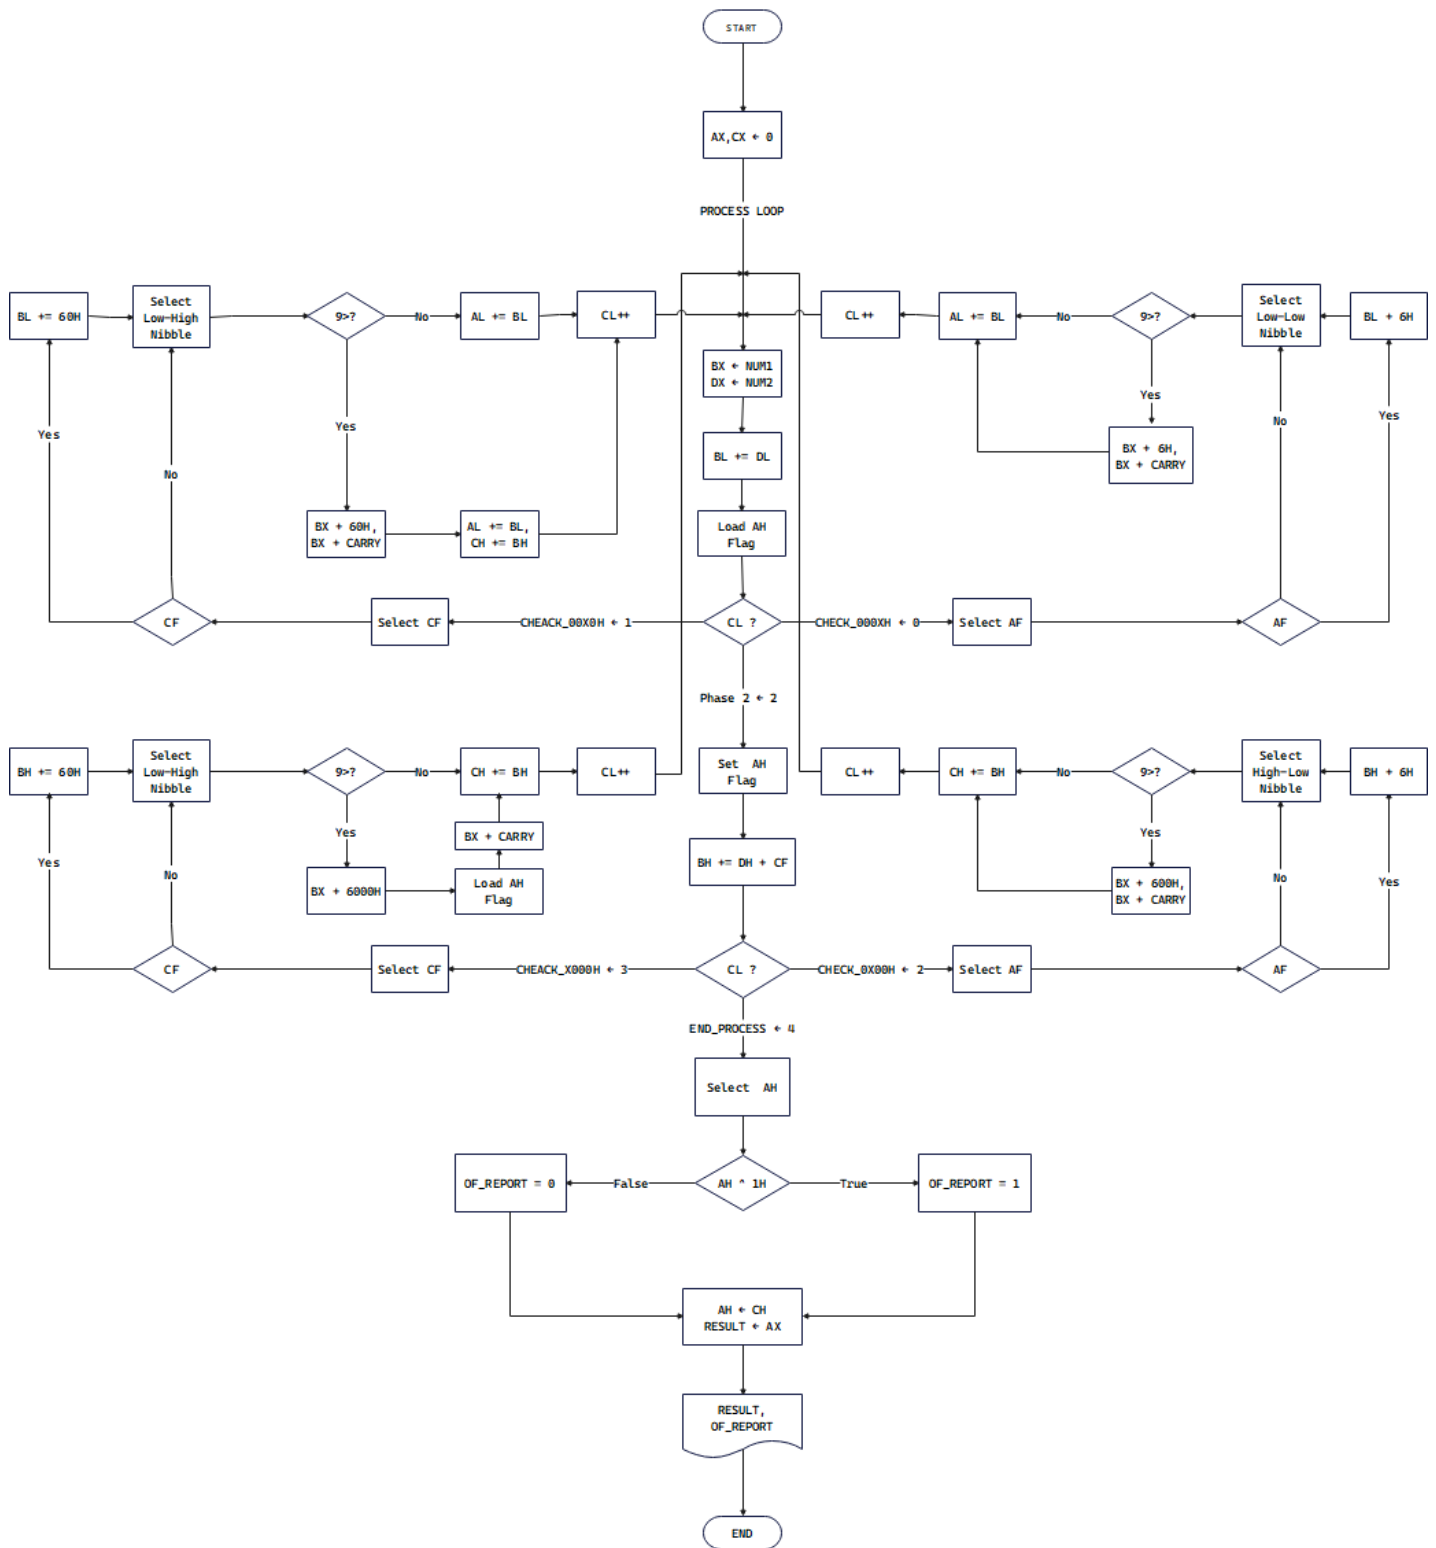 START
AX,CX ← 0
PROCESS LOOP
BL += 60H
Select
Low-High
Nibble
9>?
No
AL += BL
CL++
CL++
AL += BL
No
9>?
Select
Low-Low
Nibble
BL + 6H
BX ← NUM1
DX ← NUM2
Yes
Yes
Yes
No
Yes
No
BL += DL
BX + 6H,
BX + CARRY
BX + 60H,
BX + CARRY
AL += BL,
CH += BH
Load AH
Flag
CF
Select CF
CHEACK_00X0H ← 1
CL ?
CHECK_000XH ← 0
Select AF
AF
Phase 2 ← 2
BH += 60H
Select
Low-High
Nibble
9>?
No
CH += BH
CL++
Set AH
Flag
CL++
CH += BH
No
9>?
Select
High-Low
Nibble
BH + 6H
Yes
BX + CARRY
Yes
Yes
No
BX + 6000H
Load AH
Flag
BH += DH + CF
BX + 600H,
BX + CARRY
No
Yes
CF
Select CF
CHEACK_X000H ← 3
CL ?
CHECK_0X00H ← 2
Select AF
AF
END_PROCESS ← 4
Select AH
OF_REPORT = 0
False
AH ^ 1H
True
OF_REPORT = 1
AH ← CH
RESULT ← AX
RESULT,
OF_REPORT
END